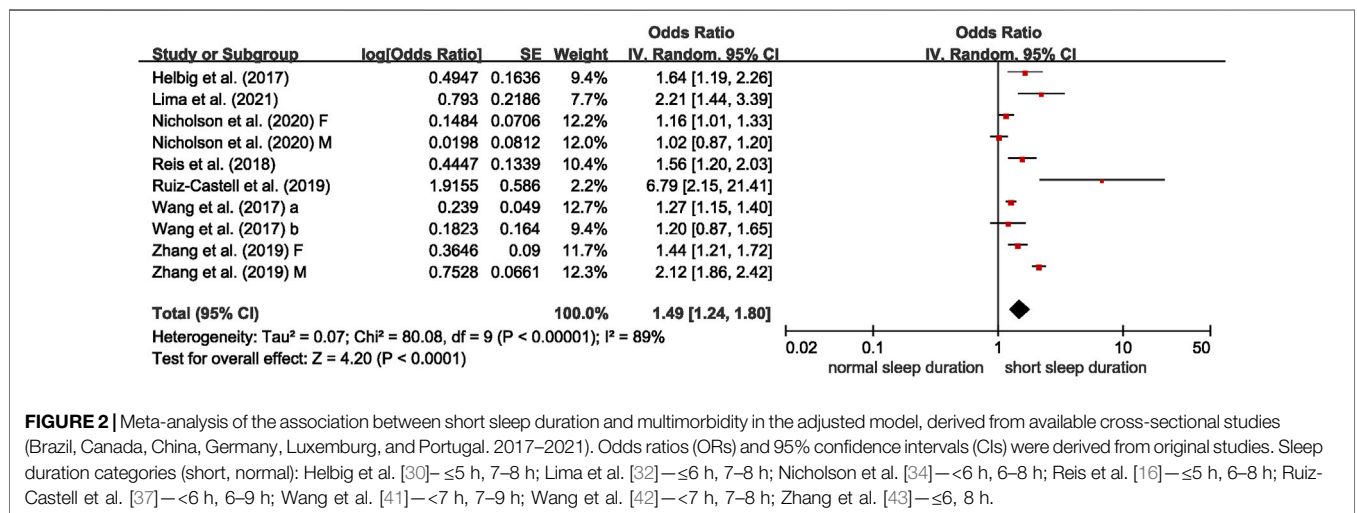 Odds Ratio Odds Ratio
Study or Subgroup log[Odds Ratio] SE Weight IV. Random. 95% CI IV. Random. 95% CI
Helbig et al. (2017) 0.4947 0.1636 9.4% 1.64 [1.19, 2.26]
Lima et al. (2021) 0.793 0.2186 7.7% 2.21 [1.44, 3.39]
Nicholson et al. (2020) F 0.1484 0.0706 12.2% 1.16 [1.01, 1.33]
Nicholson et al. (2020) M 0.0198 0.0812 12.0% 1.02 [0.87, 1.20]
Reis et al. (2018) 0.4447 0.1339 10.4% 1.56 [1.20, 2.03]
Ruiz-Castell et al. (2019) 1.9155 0.586 2.2% 6.79 [2.15, 21.41]
Wang et al. (2017) a 0.239 0.049 12.7% 1.27 [1.15, 1.40]
Wang et al. (2017) b 0.1823 0.164 9.4% 1.20 [0.87, 1.65]
Zhang et al. (2019) F 0.3646 0.09 11.7% 1.44 [1.21, 1.72]
Zhang et al. (2019) M 0.7528 0.0661 12.3% 2.12 [1.86, 2.42]
Total (95% CI) 100.0% 1.49 [1.24, 1.80]
Heterogeneity: Tau² = 0.07; Chi² = 80.08, df = 9 (P < 0.00001); I² = 89%
Test for overall effect: Z = 4.20 (P < 0.0001)
0.02 0.1 1 10 50
normal sleep duration short sleep duration
FIGURE 2 | Meta-analysis of the association between short sleep duration and multimorbidity in the adjusted model, derived from available cross-sectional studies
(Brazil, Canada, China, Germany, Luxemburg, and Portugal. 2017–2021). Odds ratios (ORs) and 95% confidence intervals (CIs) were derived from original studies. Sleep
duration categories (short, normal): Helbig et al. [30]– ≤5 h, 7–8 h; Lima et al. [32]—≤6 h, 7–8 h; Nicholson et al. [34]—<6 h, 6–8 h; Reis et al. [16]—≤5 h, 6–8 h; Ruiz-
Castell et al. [37]—<6 h, 6–9 h; Wang et al. [41]—<7 h, 7–9 h; Wang et al. [42]—<7 h, 7–8 h; Zhang et al. [43]—≤6, 8 h.